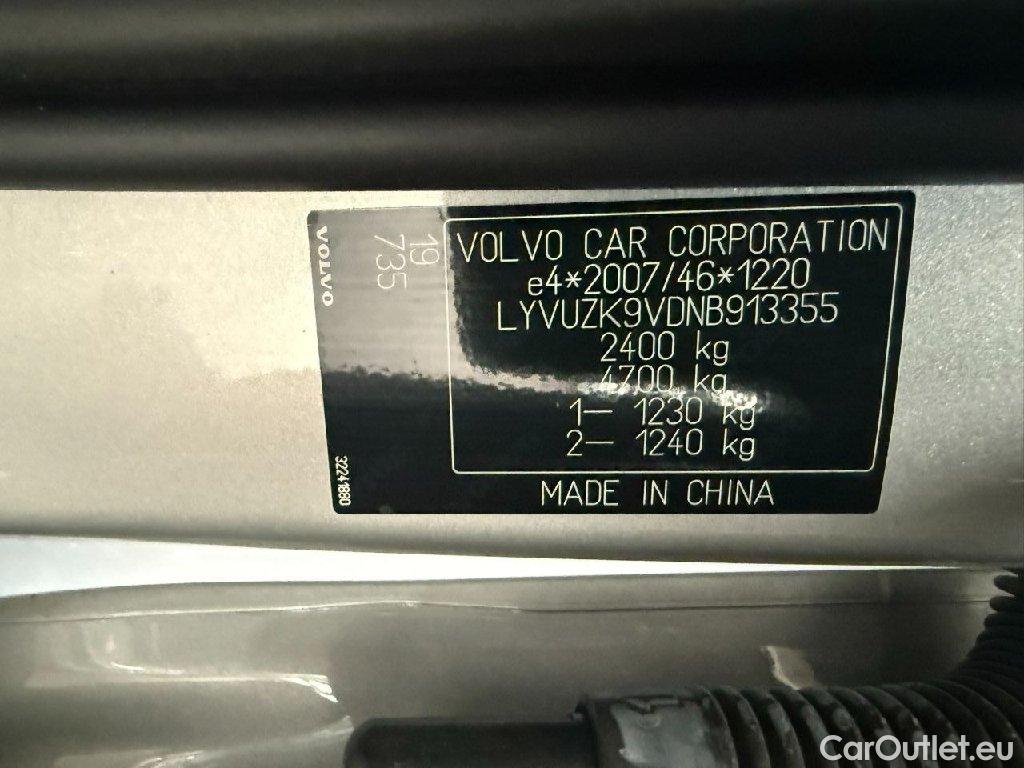 VOLVO
19
735
32241880
VOLVO CAR CORPORATION
e4*2007/46*1220
LYVUZK9VDNB913355
2400 kg
4700 kg
1– 1230 kg
2– 1240 kg
MADE IN CHINA
CarOutlet.eu